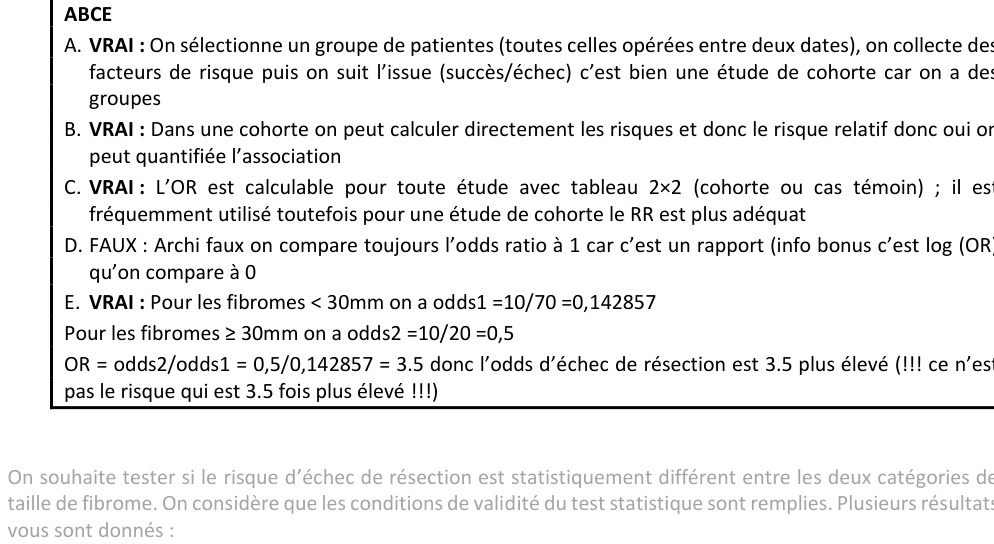 ABCE
A. VRAI : On sélectionne un groupe de patientes (toutes celles opérées entre deux dates), on collecte des
facteurs de risque puis on suit l’issue (succès/échec) c’est bien une étude de cohorte car on a des
groupes
B. VRAI : Dans une cohorte on peut calculer directement les risques et donc le risque relatif donc oui on
peut quantifiée l’association
C. VRAI : L’OR est calculable pour toute étude avec tableau 2×2 (cohorte ou cas témoin) ; il est
fréquemment utilisé toutefois pour une étude de cohorte le RR est plus adéquat
D. FAUX : Archi faux on compare toujours l’odds ratio à 1 car c’est un rapport (info bonus c’est log (OR)
qu’on compare à 0
E. VRAI : Pour les fibromes < 30mm on a odds1 =10/70 =0,142857
Pour les fibromes ≥ 30mm on a odds2 =10/20 =0,5
OR = odds2/odds1 = 0,5/0,142857 = 3.5 donc l’odds d’échec de résection est 3.5 plus élevé (!!! ce n’est
pas le risque qui est 3.5 fois plus élevé !!!)
On souhaite tester si le risque d’échec de résection est statistiquement différent entre les deux catégories de
taille de fibrome. On considère que les conditions de validité du test statistique sont remplies. Plusieurs résultats
vous sont donnés :